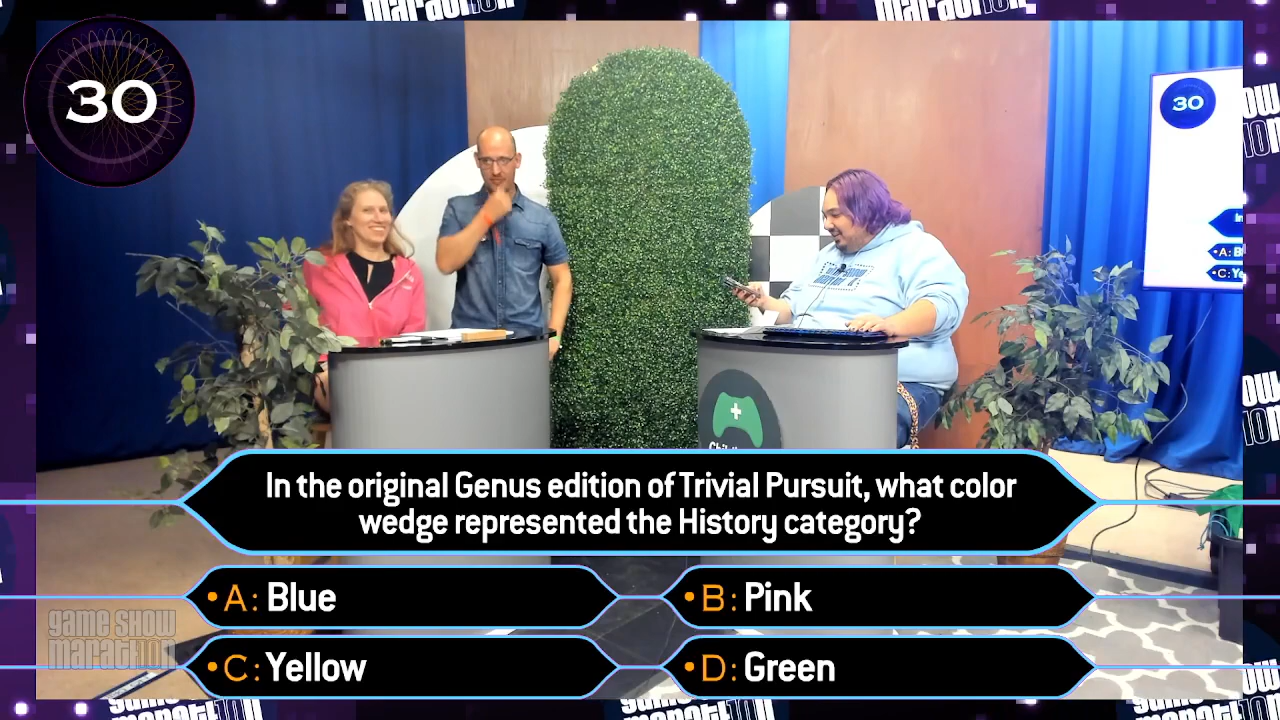 30
30
In the original Genus edition of Trivial Pursuit, what color
wedge represented the History category?
• A: Blue
• B: Pink
• C: Yellow
• D: Green
game show
marat10n